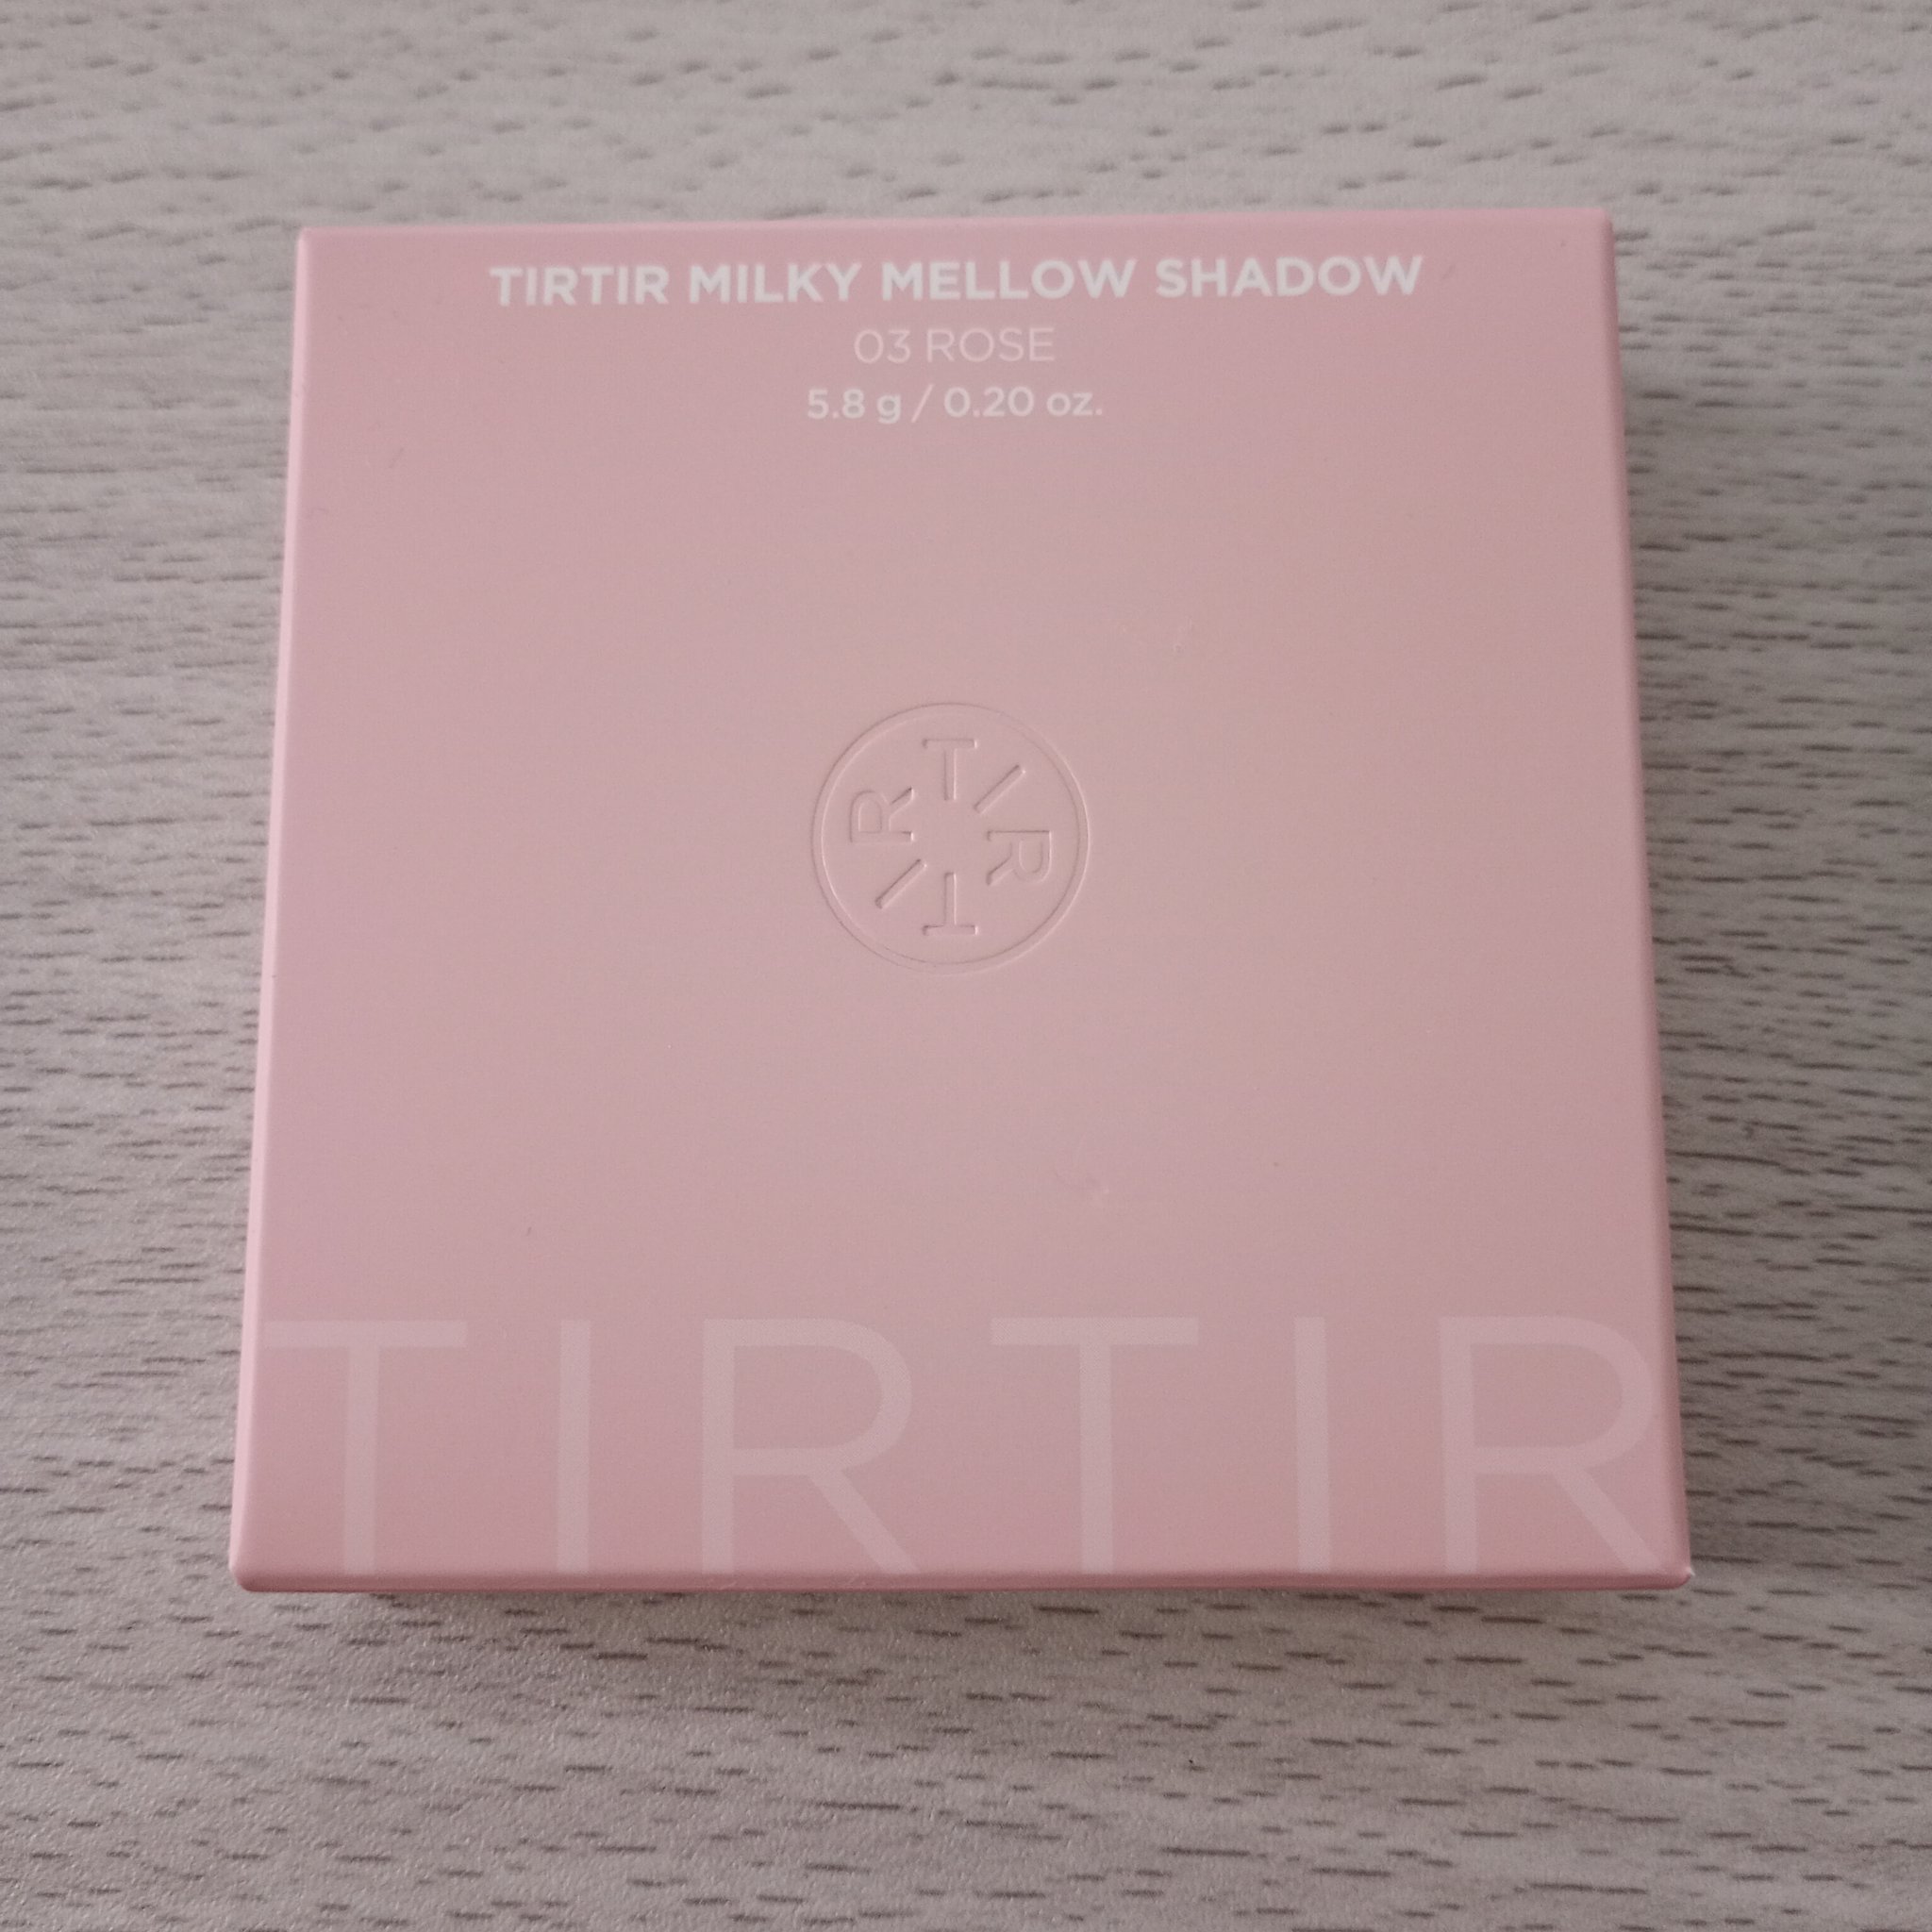 TIRTIR MILKY MELLOW SHADOW
03 ROSE
5.8 g / 0.20 oz.
TIRTIR
TIRTIR